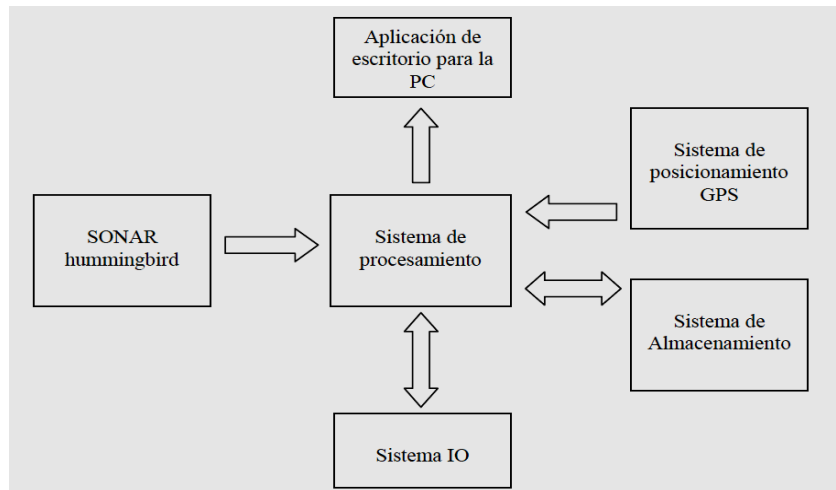 Aplicación de
escritorio para la
PC
Sistema de
posicionamiento
GPS
SONAR
hummingbird
Sistema de
procesamiento
Sistema de
Almacenamiento
Sistema IO